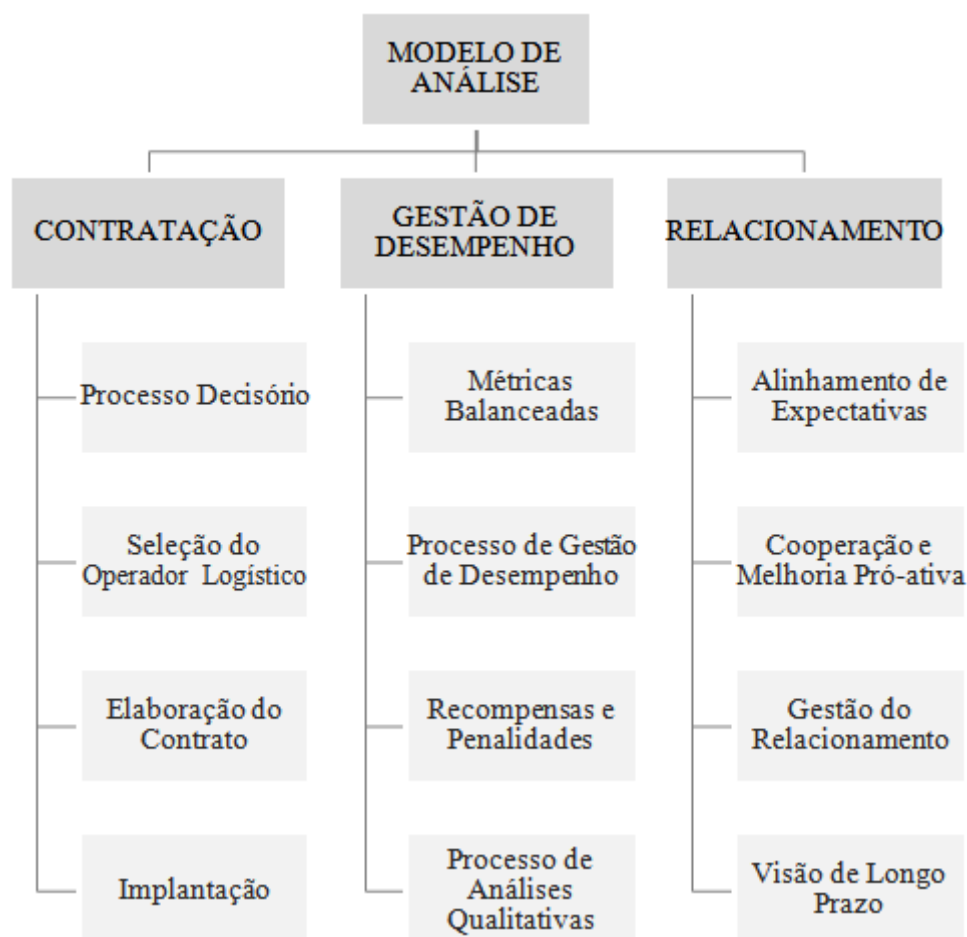 MODELO DE
ANÁLISE
CONTRATAÇÃO
Processo Decisório
Seleção do
Operador Logístico
Elaboração do
Contrato
Implantação
GESTÃO DE
DESEMPENHO
Métricas
Balanceadas
Processo de Gestão
de Desempenho
Recompensas e
Penalidades
Processo de
Análises
Qualitativas
RELACIONAMENTO
Alinhamento de
Expectativas
Cooperação e
Melhoria Pró-ativa
Gestão do
Relacionamento
Visão de Longo
Prazo